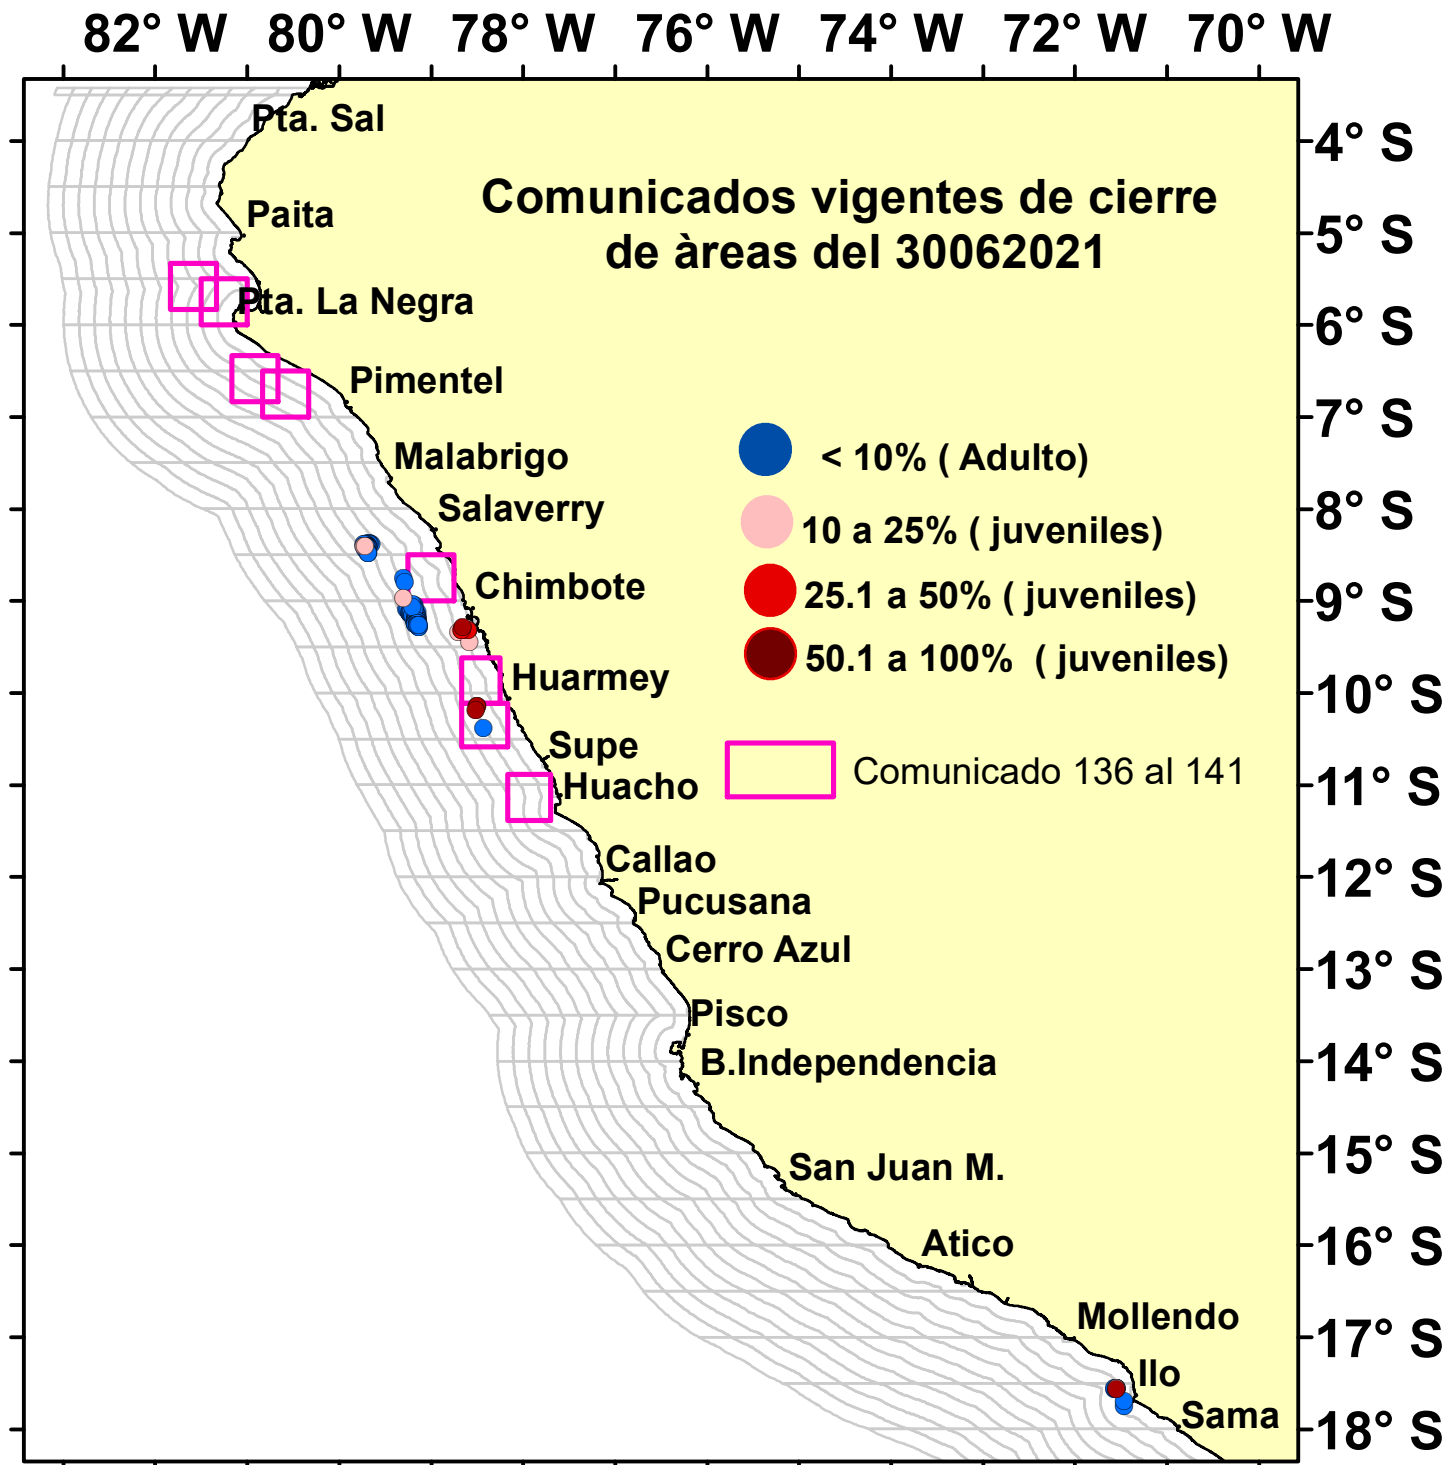 82° W 80° W 78° W 76° W 74° W 72° W 70° W
Pta. Sal
4° S
Comunicados vigentes de cierre
de àreas del 30062021
Paita
5° S
Pta. La Negra
6° S
Pimentel
7° S
Malabrigo
< 10% ( Adulto)
Salaverry
8° S
10 a 25% ( juveniles)
Chimbote
9° S
25.1 a 50% ( juveniles)
50.1 a 100% ( juveniles)
Huarmey
10° S
Supe
Comunicado 136 al 141
Huacho
11° S
Callao
12° S
Pucusana
Cerro Azul
13° S
Pisco
B.Independencia
14° S
San Juan M.
15° S
Atico
16° S
Mollendo
17° S
Ilo
Sama
18° S